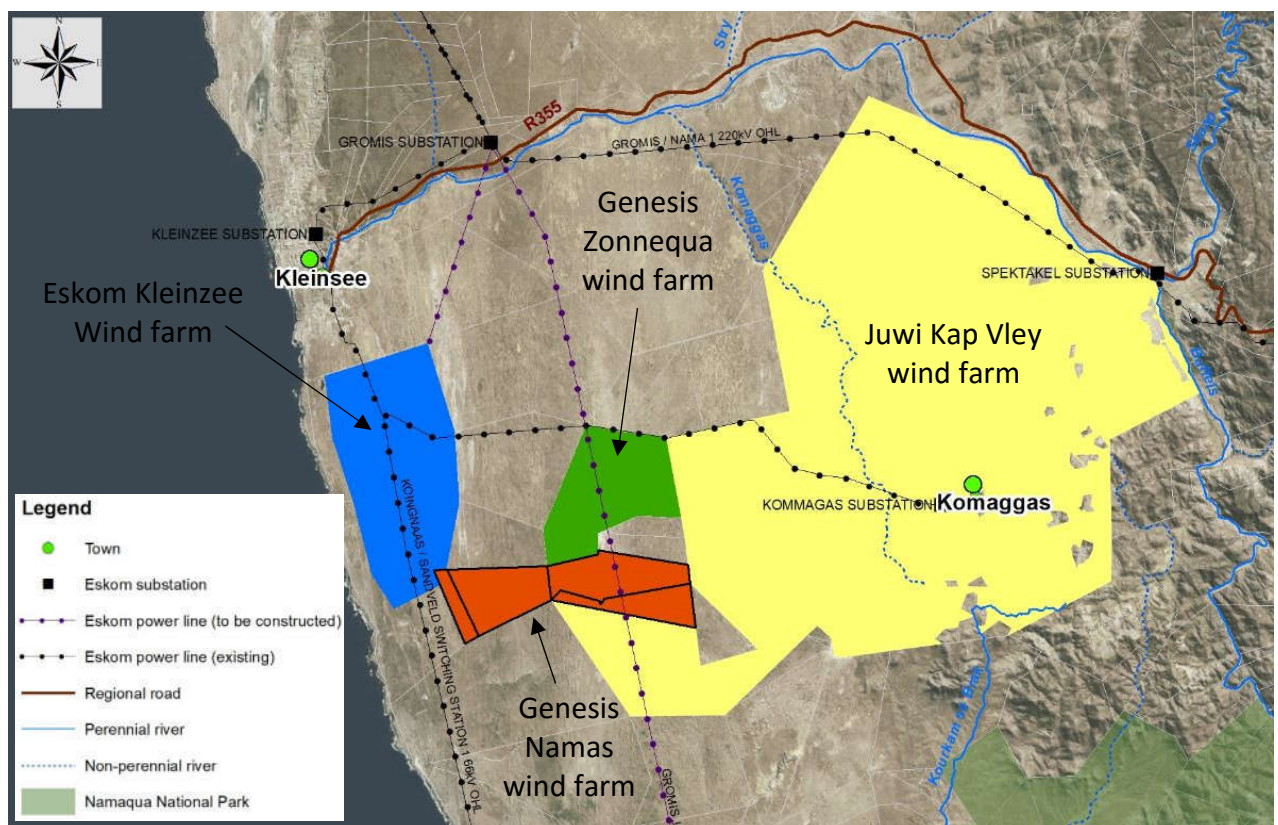 N
W E
S
Stry
R355
GROMIS SUBSTATION
GROMIS / NAMA 1 220kV OHL
Komaggas
Genesis
Zonnequa
wind farm
KLEINZEE SUBSTATION
Kleinsee
SPEKTAKEL SUBSTATION
Eskom Kleinzee
Wind farm
Juwi Kap Vley
wind farm
Buffels
KOMMAGAS SUBSTATION
Komaggas
KOINGNAAS / SANDVELD SWITCHING STATION 1 66kV OHL
Genesis
Namas
wind farm
GROMIS
Legend
Town
Eskom substation
Eskom power line (to be constructed)
Eskom power line (existing)
Regional road
Perennial river
Non-perennial river
Namaqua National Park